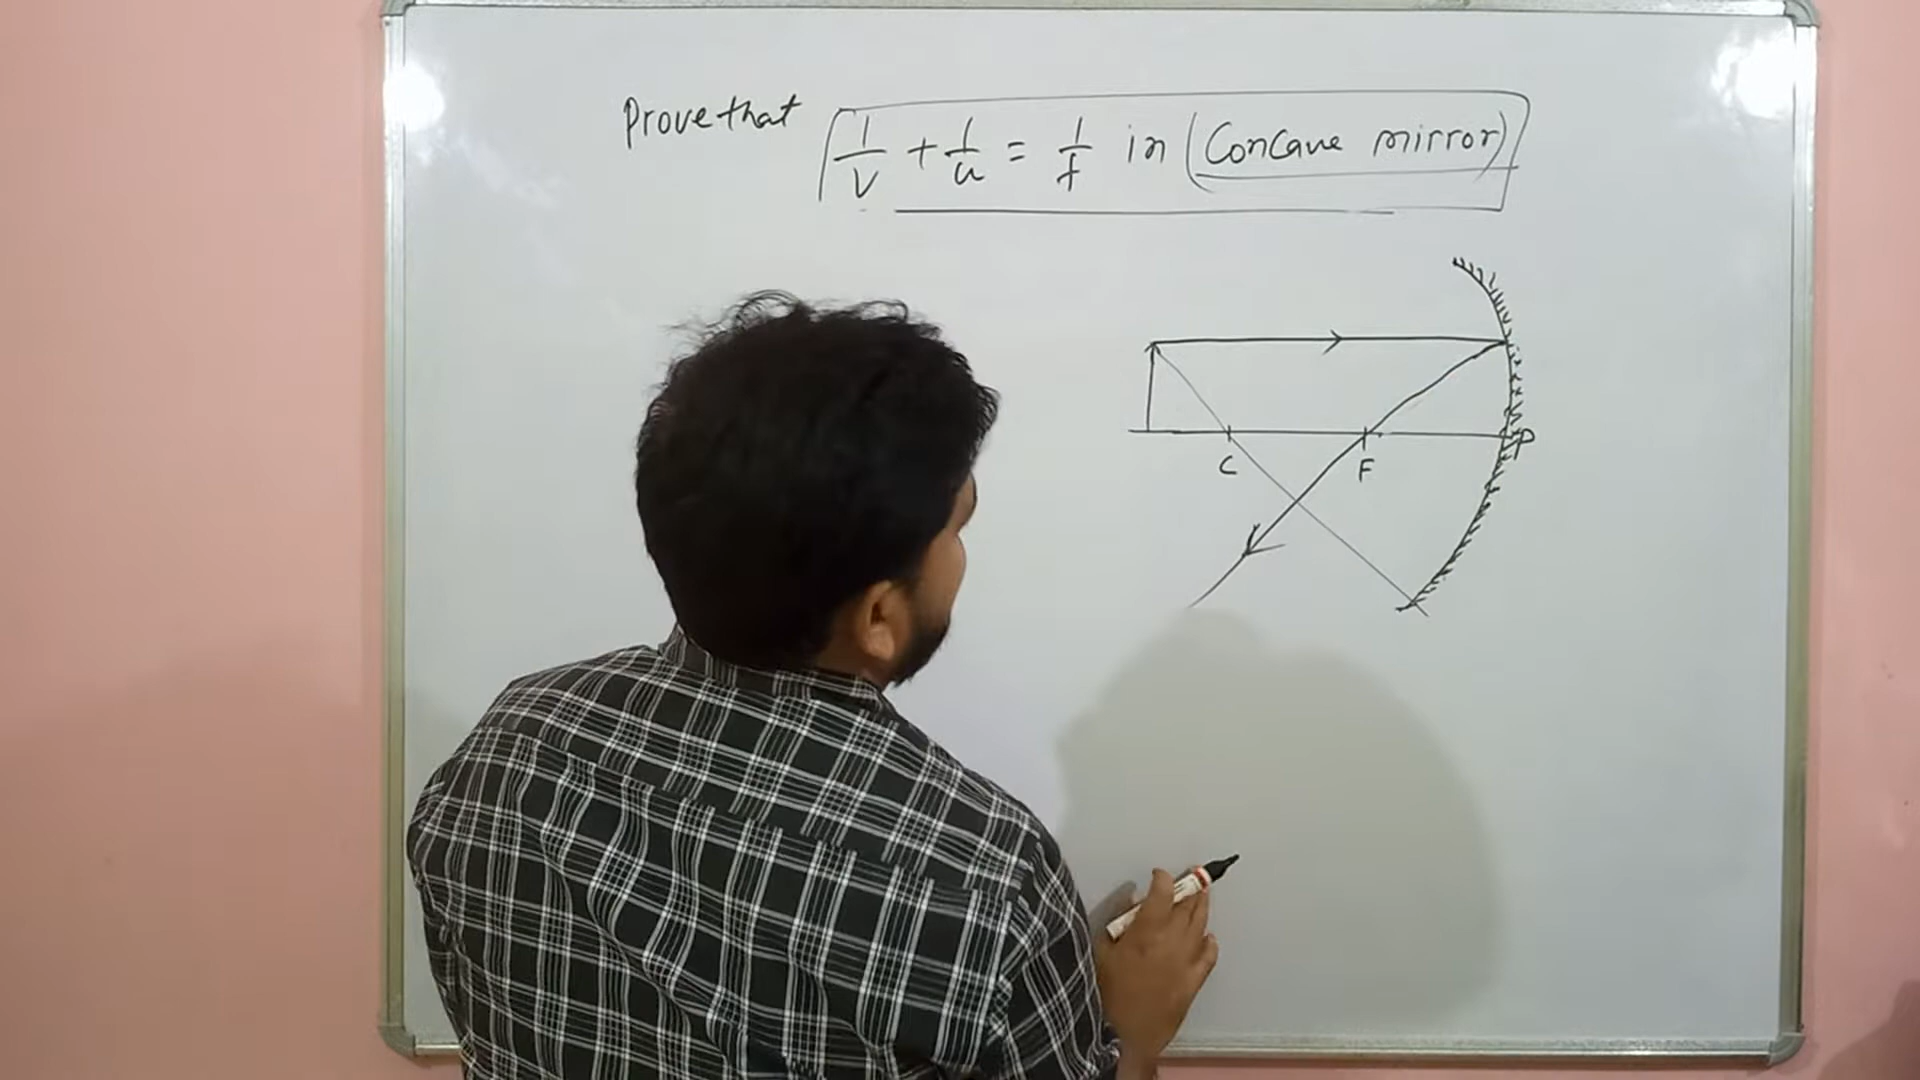 Prove that 1/v + 1/u = 1/f in (Concave mirror)
C F P